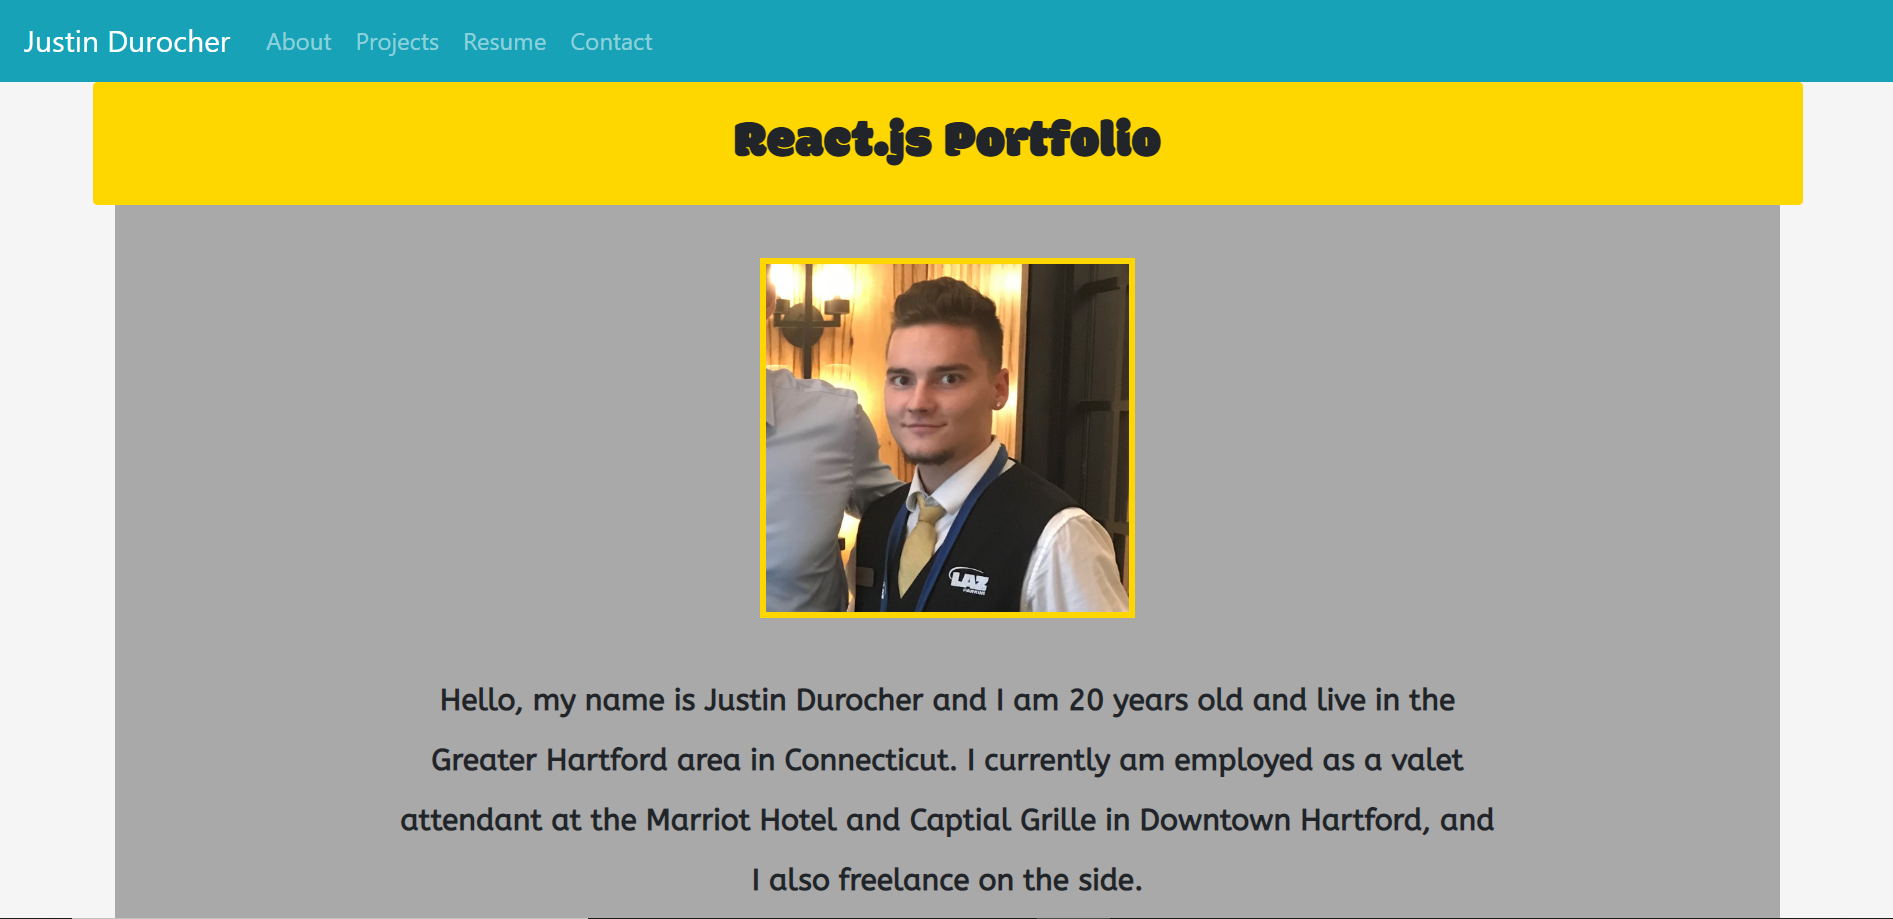 Justin Durocher About Projects Resume Contact
React.js Portfolio
LAZ
Hello, my name is Justin Durocher and I am 20 years old and live in the
Greater Hartford area in Connecticut. I currently am employed as a valet
attendant at the Marriot Hotel and Captial Grille in Downtown Hartford, and
I also freelance on the side.